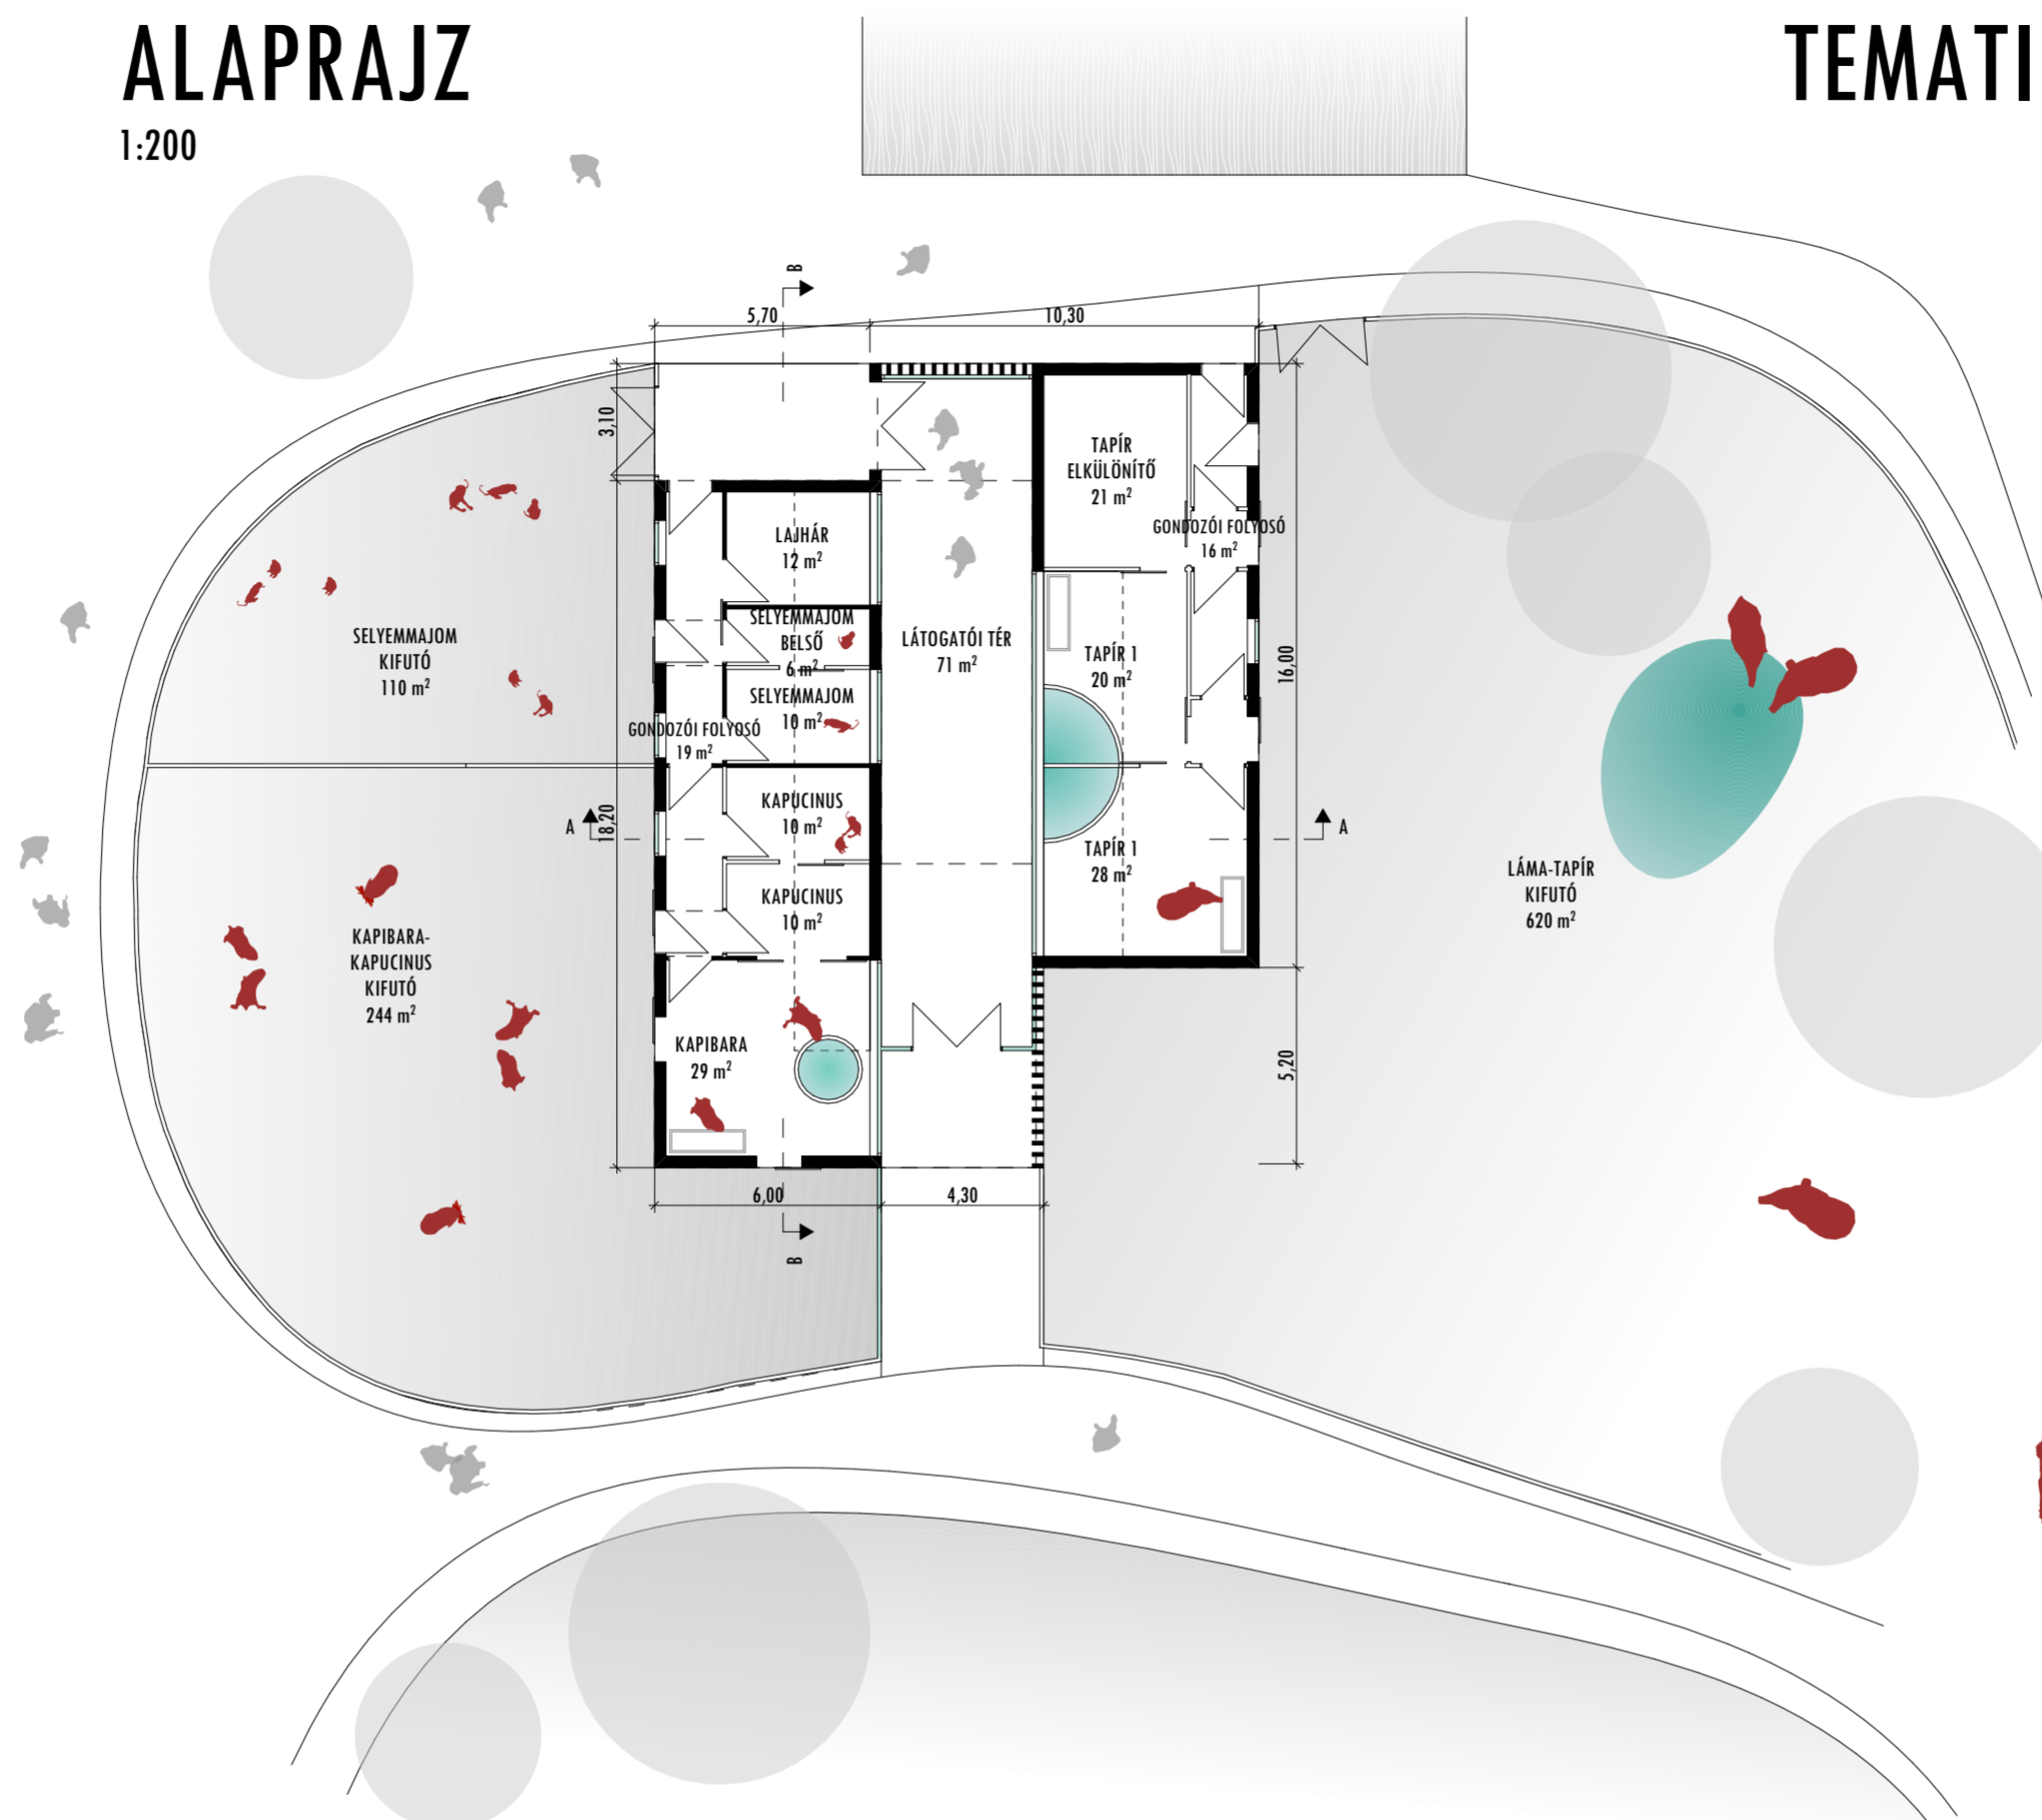 ALAPRAJZ
1:200
TEMATI
B
5,70
10,30
3,10
TAPÍR
ELKÜLÖNÍTŐ
21 m²
GONDOZÓI FOLYOSÓ
16 m²
LAJHÁR
12 m²
SELYEMMAJOM
BELSŐ
6 m²
SELYEMMAJOM
KIFUTÓ
110 m²
LÁTOGATÓI TÉR
71 m²
TAPÍR 1
20 m²
16,00
SELYEMMAJOM
10 m²
GONDOZÓI FOLYOSÓ
19 m²
KAPUCINUS
10 m²
A
18,20
A
TAPÍR 1
28 m²
LÁMA-TAPÍR
KIFUTÓ
620 m²
KAPUCINUS
10 m²
KAPIBARA-
KAPUCINUS
KIFUTÓ
244 m²
KAPIBARA
29 m²
5,20
6,00
4,30
B